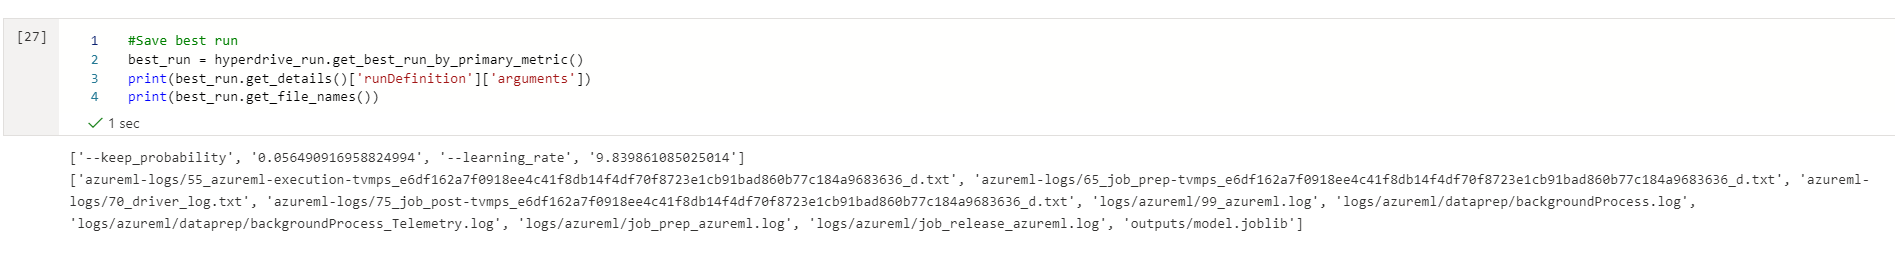 [27]
1 #Save best run
2 best_run = hyperdrive_run.get_best_run_by_primary_metric()
3 print(best_run.get_details()['runDefinition']['arguments'])
4 print(best_run.get_file_names())
1 sec
['--keep_probability', '0.056490916958824994', '--learning_rate', '9.839861085025014']
['azureml-logs/55_azureml-execution-tvmps_e6df162a7f0918ee4c41f8db14f4df70f8723e1cb91bad860b77c184a9683636_d.txt', 'azureml-logs/65_job_prep-tvmps_e6df162a7f0918ee4c41f8db14f4df70f8723e1cb91bad860b77c184a9683636_d.txt', 'azureml-
logs/70_driver_log.txt', 'azureml-logs/75_job_post-tvmps_e6df162a7f0918ee4c41f8db14f4df70f8723e1cb91bad860b77c184a9683636_d.txt', 'logs/azureml/99_azureml.log', 'logs/azureml/dataprep/backgroundProcess.log',
'logs/azureml/dataprep/backgroundProcess_Telemetry.log', 'logs/azureml/job_prep_azureml.log', 'logs/azureml/job_release_azureml.log', 'outputs/model.joblib']